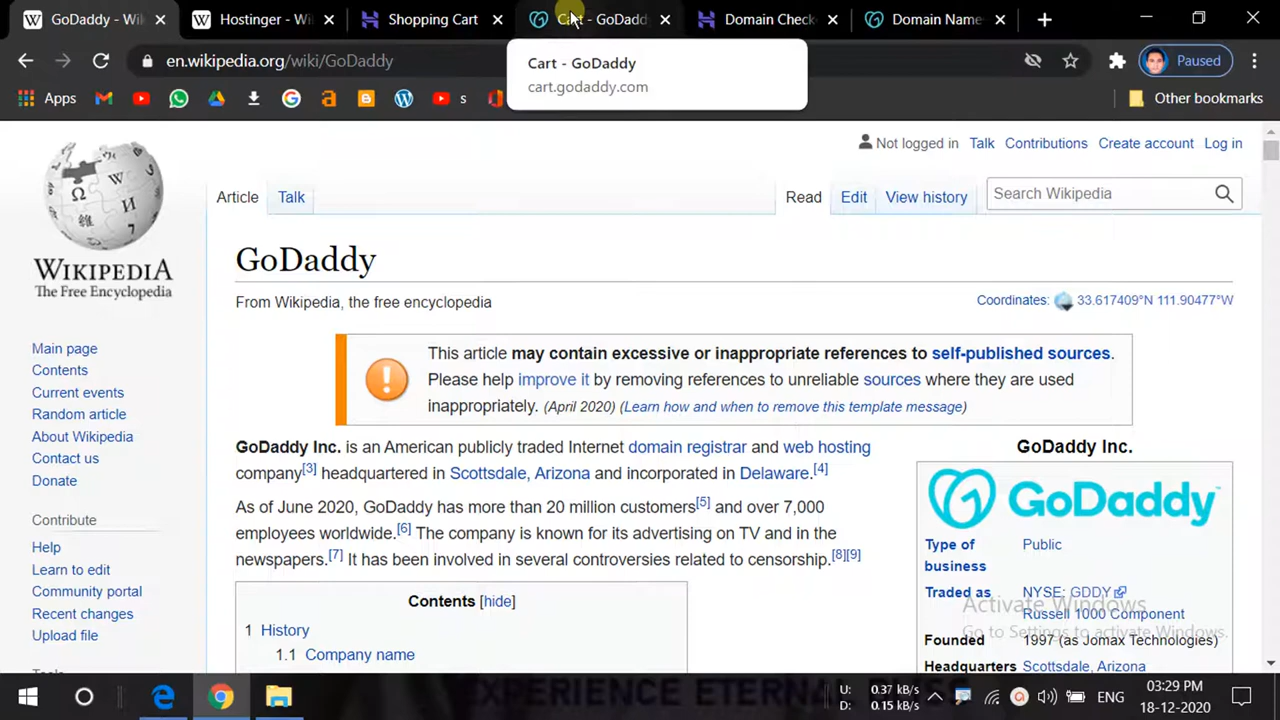 GoDaddy - Wi
Hostinger - Wi
Shopping Cart
Cart - GoDadd
Domain Check
Domain Name
en.wikipedia.org/wiki/GoDaddy
Cart - GoDaddy
cart.godaddy.com
Paused
Apps
s
Other bookmarks
Not logged in Talk Contributions Create account Log in
Article Talk Read Edit View history Search Wikipedia
WIKIPEDIA
The Free Encyclopedia
GoDaddy
From Wikipedia, the free encyclopedia
Coordinates: 33.617409°N 111.90477°W
Main page
Contents
Current events
Random article
About Wikipedia
Contact us
Donate
Contribute
Help
Learn to edit
Community portal
Recent changes
Upload file
Tools
This article may contain excessive or inappropriate references to self-published sources.
Please help improve it by removing references to unreliable sources where they are used
inappropriately. (April 2020) (Learn how and when to remove this template message)
GoDaddy Inc. is an American publicly traded Internet domain registrar and web hosting
company[3] headquartered in Scottsdale, Arizona and incorporated in Delaware.[4]
As of June 2020, GoDaddy has more than 20 million customers[5] and over 7,000
employees worldwide.[6] The company is known for its advertising on TV and in the
newspapers.[7] It has been involved in several controversies related to censorship.[8][9]
Contents [hide]
1 History
1.1 Company name
GoDaddy Inc.
GoDaddy
Type of business Public
Traded as NYSE: GDDY
Russell 1000 Component
Founded 1997 (as Jomax Technologies)
Headquarters Scottsdale, Arizona
Activate Windows
Go to Settings to activate Windows.
U: 0.37 kB/s
D: 0.15 kB/s
ENG
03:29 PM
18-12-2020